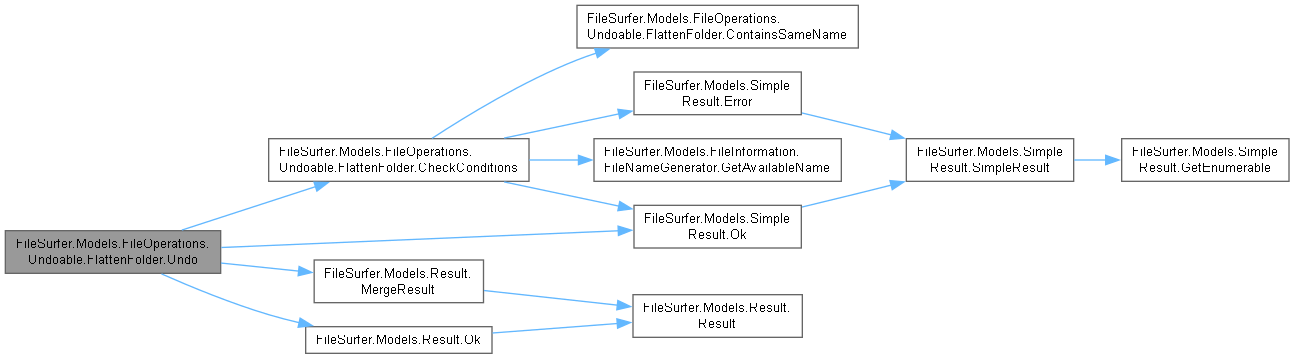 FileSurfer.Models.FileOperations.
Undoable.FlattenFolder.ContainsSameName
FileSurfer.Models.Simple
Result.Error
FileSurfer.Models.FileOperations.
Undoable.FlattenFolder.CheckConditions
FileSurfer.Models.FileInformation.
FileNameGenerator.GetAvailableName
FileSurfer.Models.Simple
Result.SimpleResult
FileSurfer.Models.Simple
Result.GetEnumerable
FileSurfer.Models.Simple
Result.Ok
FileSurfer.Models.FileOperations.
Undoable.FlattenFolder.Undo
FileSurfer.Models.Result.
MergeResult
FileSurfer.Models.Result.
Result
FileSurfer.Models.Result.Ok